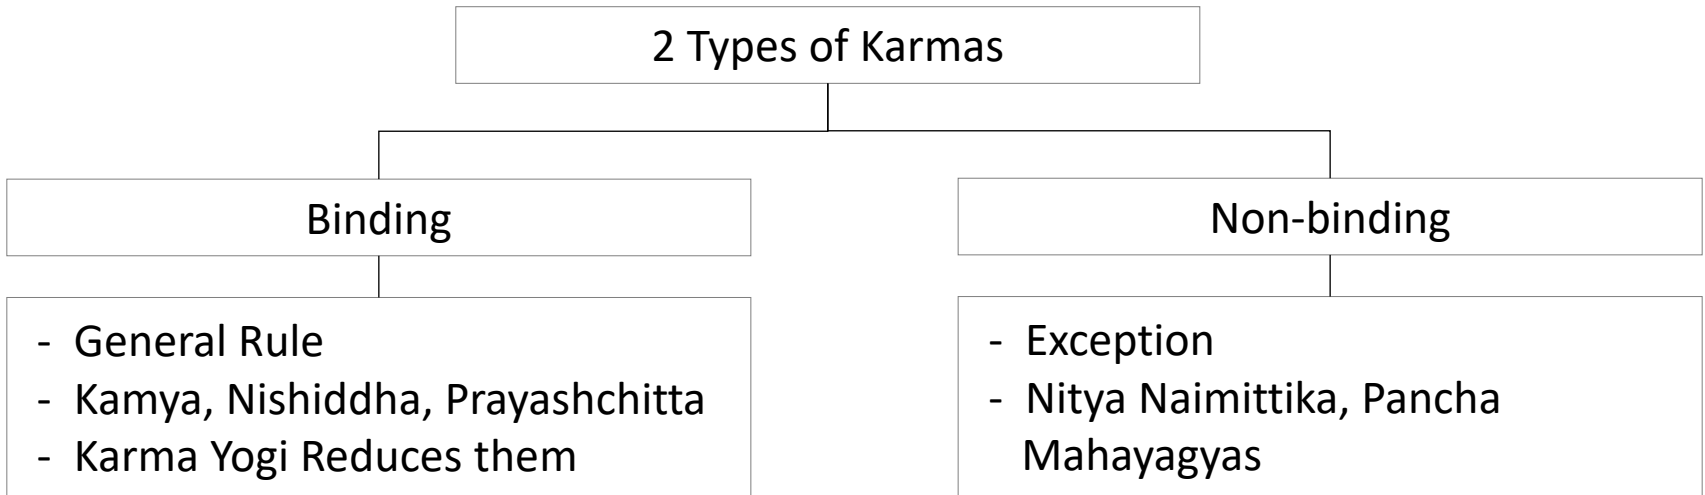 2 Types of Karmas
Binding
Non-binding
- General Rule
- Kamya, Nishiddha, Prayashchitta
- Karma Yogi Reduces them
- Exception
- Nitya Naimittika, Pancha
Mahayagyas